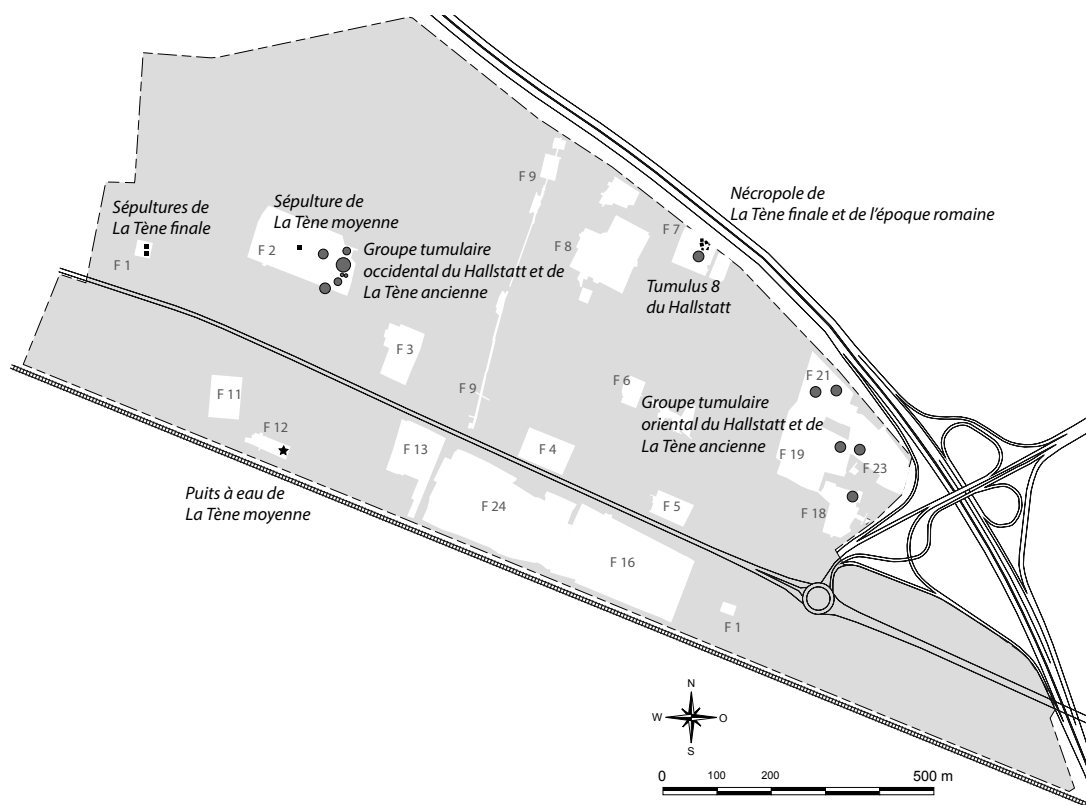 F 9
Nécropole de
La Tène finale et de l'époque romaine
Sépultures de
La Tène finale
Sépulture de
La Tène moyenne
F 7
F 1
F 2
Groupe tumulaire
occidental du Hallstatt et de
La Tène ancienne
F 8
Tumulus 8
du Hallstatt
F 3
F 11
F 9
F 6
F 21
Groupe tumulaire
oriental du Hallstatt et de
La Tène ancienne
F 12
F 13
F 4
F 19
F 23
Puits à eau de
La Tène moyenne
F 24
F 5
F 18
F 16
F 1
N
W
O
S
0
100
200
500 m